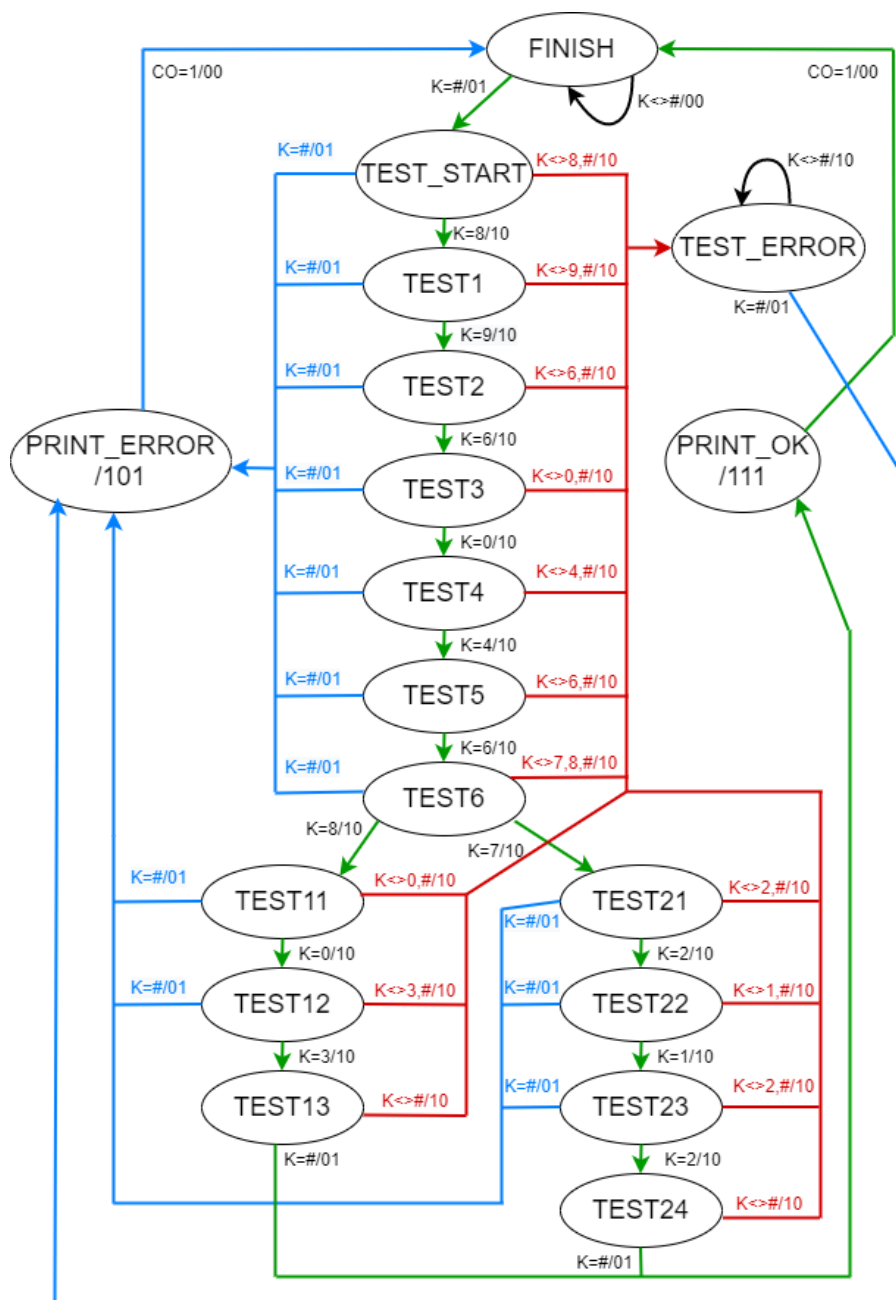 FINISH
CO=1/00
K=#/01
K<>#/00
CO=1/00
K=#/01
TEST_START
K<>8,#/10
K<>#/10
K=8/10
TEST_ERROR
K=#/01
TEST1
K<>9,#/10
K=#/01
K=9/10
K=#/01
TEST2
K<>6,#/10
PRINT_ERROR
/101
K=6/10
PRINT_OK
/111
K=#/01
TEST3
K<>0,#/10
K=0/10
K=#/01
TEST4
K<>4,#/10
K=4/10
K=#/01
TEST5
K<>6,#/10
K=6/10
K=#/01
TEST6
K<>7,8,#/10
K=8/10
K=7/10
K=#/01
TEST11
K<>0,#/10
K=#/01
TEST21
K<>2,#/10
K=0/10
K=2/10
K=#/01
TEST12
K<>3,#/10
K=#/01
TEST22
K<>1,#/10
K=3/10
K=1/10
TEST13
K<>#/10
K=#/01
TEST23
K<>2,#/10
K=#/01
K=2/10
TEST24
K<>#/10
K=#/01